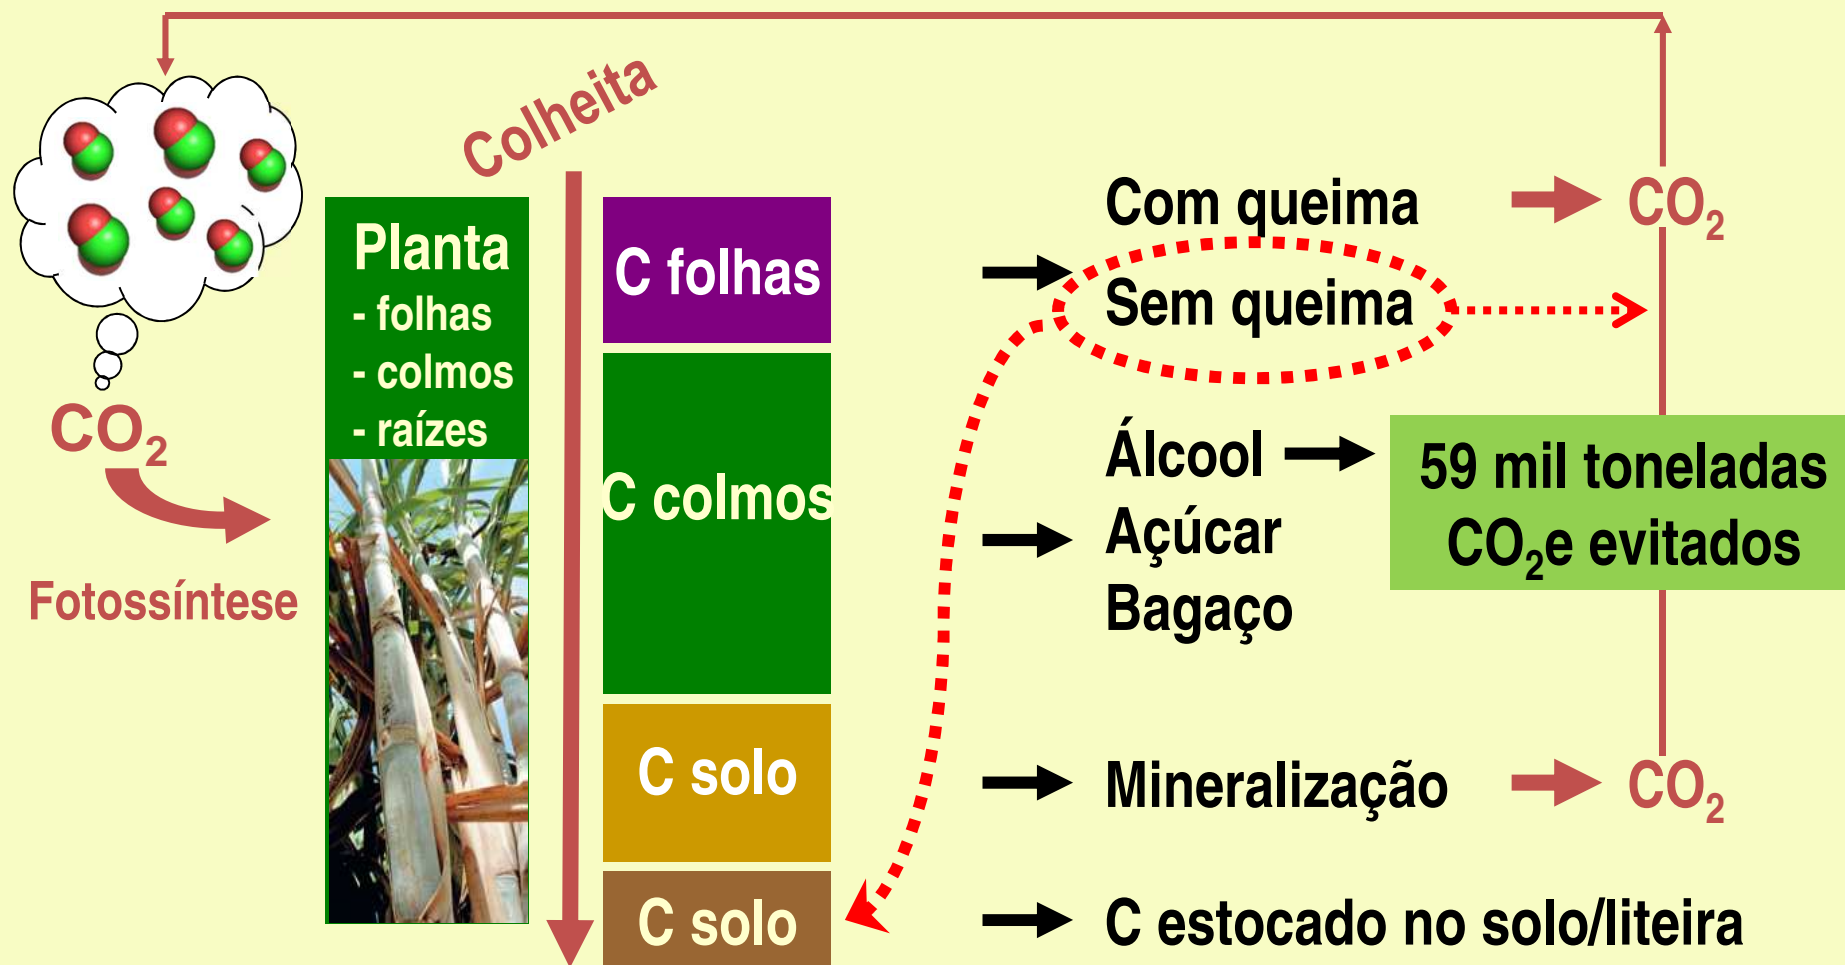 Colheita
CO₂
Fotossíntese
Planta
- folhas
- colmos
- raízes
C folhas
C colmos
C solo
C solo
Com queima
CO₂
Sem queima
Álcool
Açúcar
Bagaço
59 mil toneladas
CO₂e evitados
Mineralização
CO₂
C estocado no solo/liteira